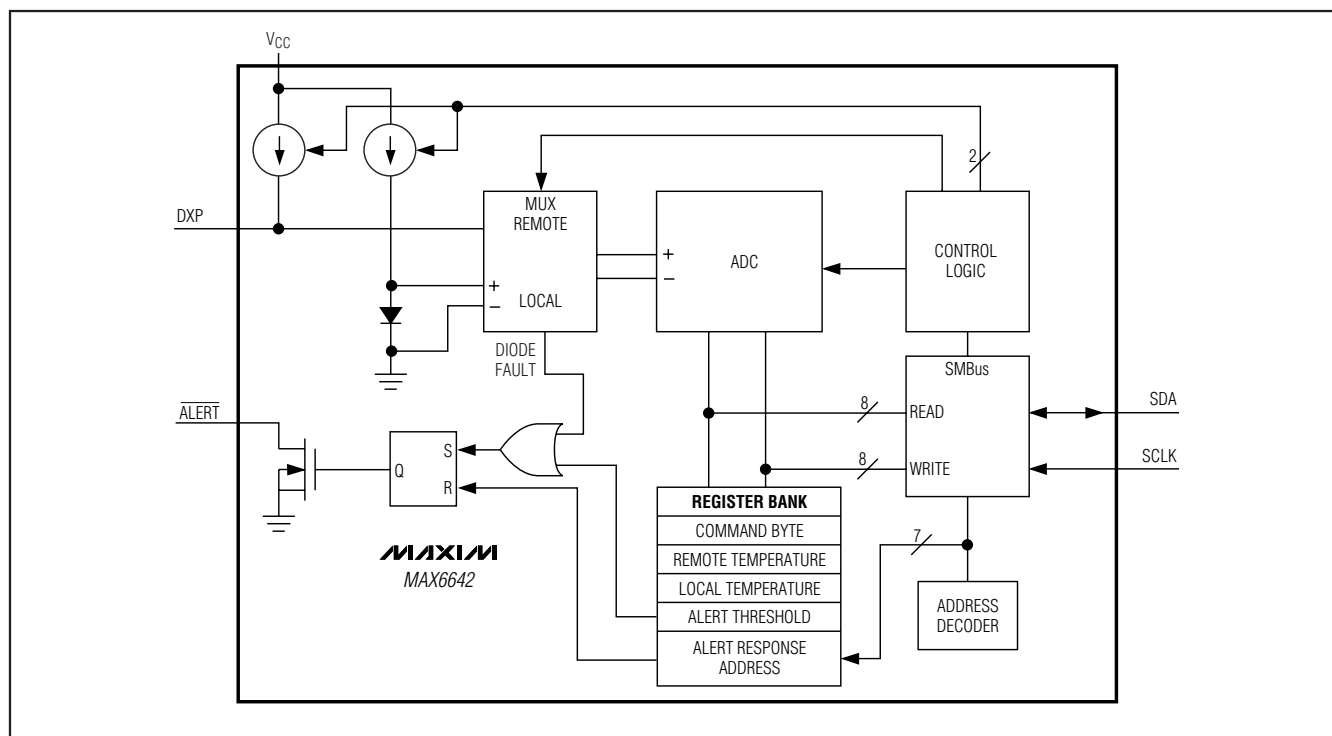 VCC
2
DXP
MUX
REMOTE
+
−
LOCAL
+
−
ADC
CONTROL
LOGIC
DIODE
FAULT
SMBus
8
READ
SDA
ALERT
S
Q
R
8
WRITE
SCLK
REGISTER BANK
COMMAND BYTE
REMOTE TEMPERATURE
LOCAL TEMPERATURE
ALERT THRESHOLD
ALERT RESPONSE
ADDRESS
7
ADDRESS
DECODER
MAXIM
MAX6642